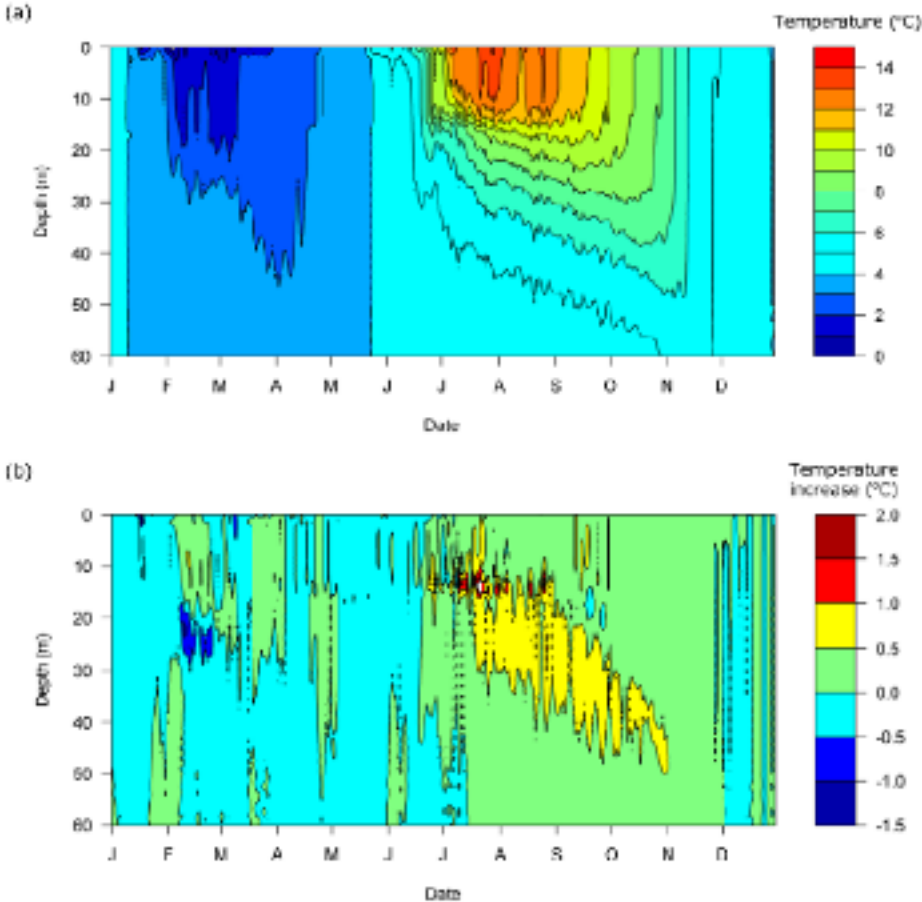 (a)
Temperature (°C)
0
10
20
30
40
50
60
Depth (m)
J F M A M J J A S O N D
Date
14
12
10
8
6
4
2
0
(b)
Temperature
increase (°C)
0
10
20
30
40
50
60
Depth (m)
J F M A M J J A S O N D
Date
2.0
1.5
1.0
0.5
0.0
-0.5
-1.0
-1.5